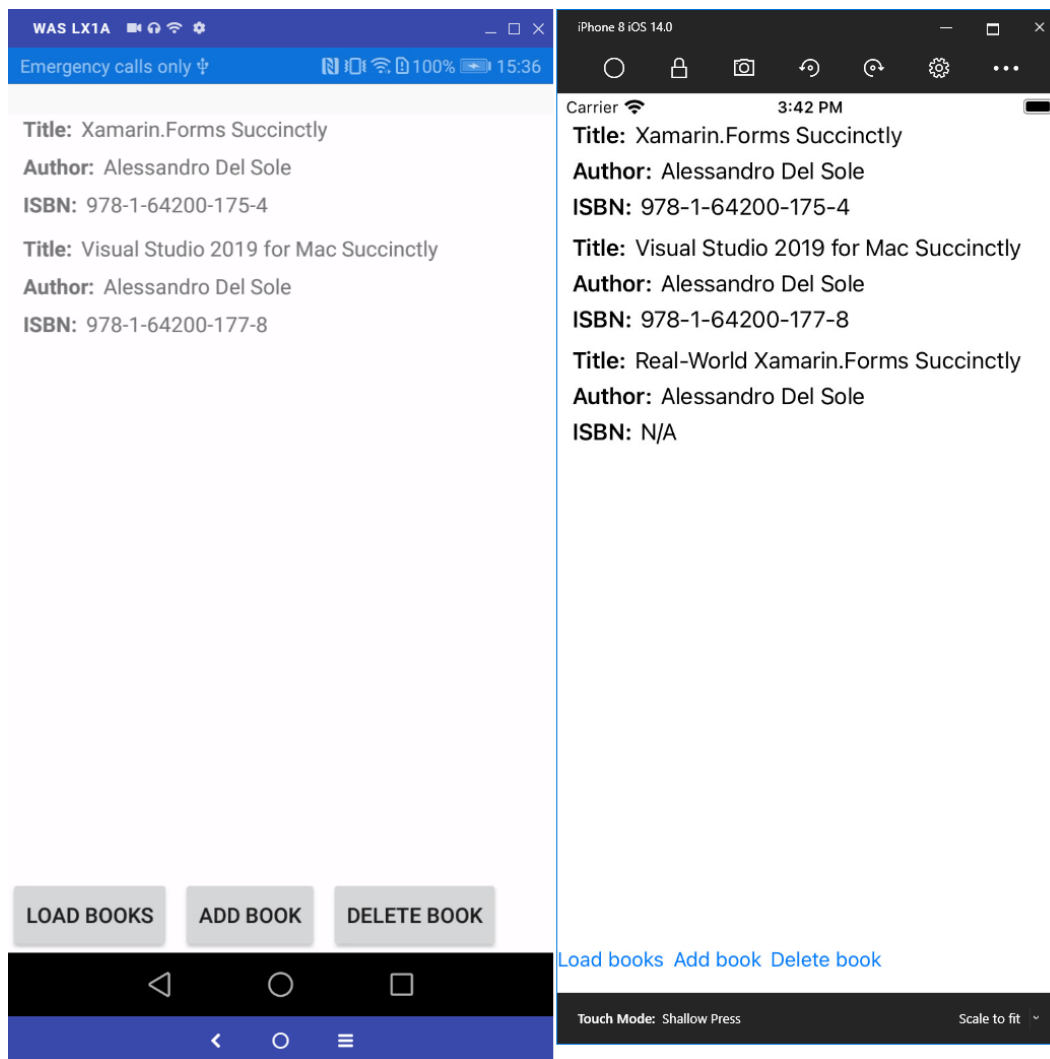 WAS LX1A
Emergency calls only 100% 15:36
Title: Xamarin.Forms Succinctly
Author: Alessandro Del Sole
ISBN: 978-1-64200-175-4
Title: Visual Studio 2019 for Mac Succinctly
Author: Alessandro Del Sole
ISBN: 978-1-64200-177-8
LOAD BOOKS ADD BOOK DELETE BOOK
iPhone 8 iOS 14.0
Carrier 3:42 PM
Title: Xamarin.Forms Succinctly
Author: Alessandro Del Sole
ISBN: 978-1-64200-175-4
Title: Visual Studio 2019 for Mac Succinctly
Author: Alessandro Del Sole
ISBN: 978-1-64200-177-8
Title: Real-World Xamarin.Forms Succinctly
Author: Alessandro Del Sole
ISBN: N/A
Load books Add book Delete book
Touch Mode: Shallow Press Scale to fit